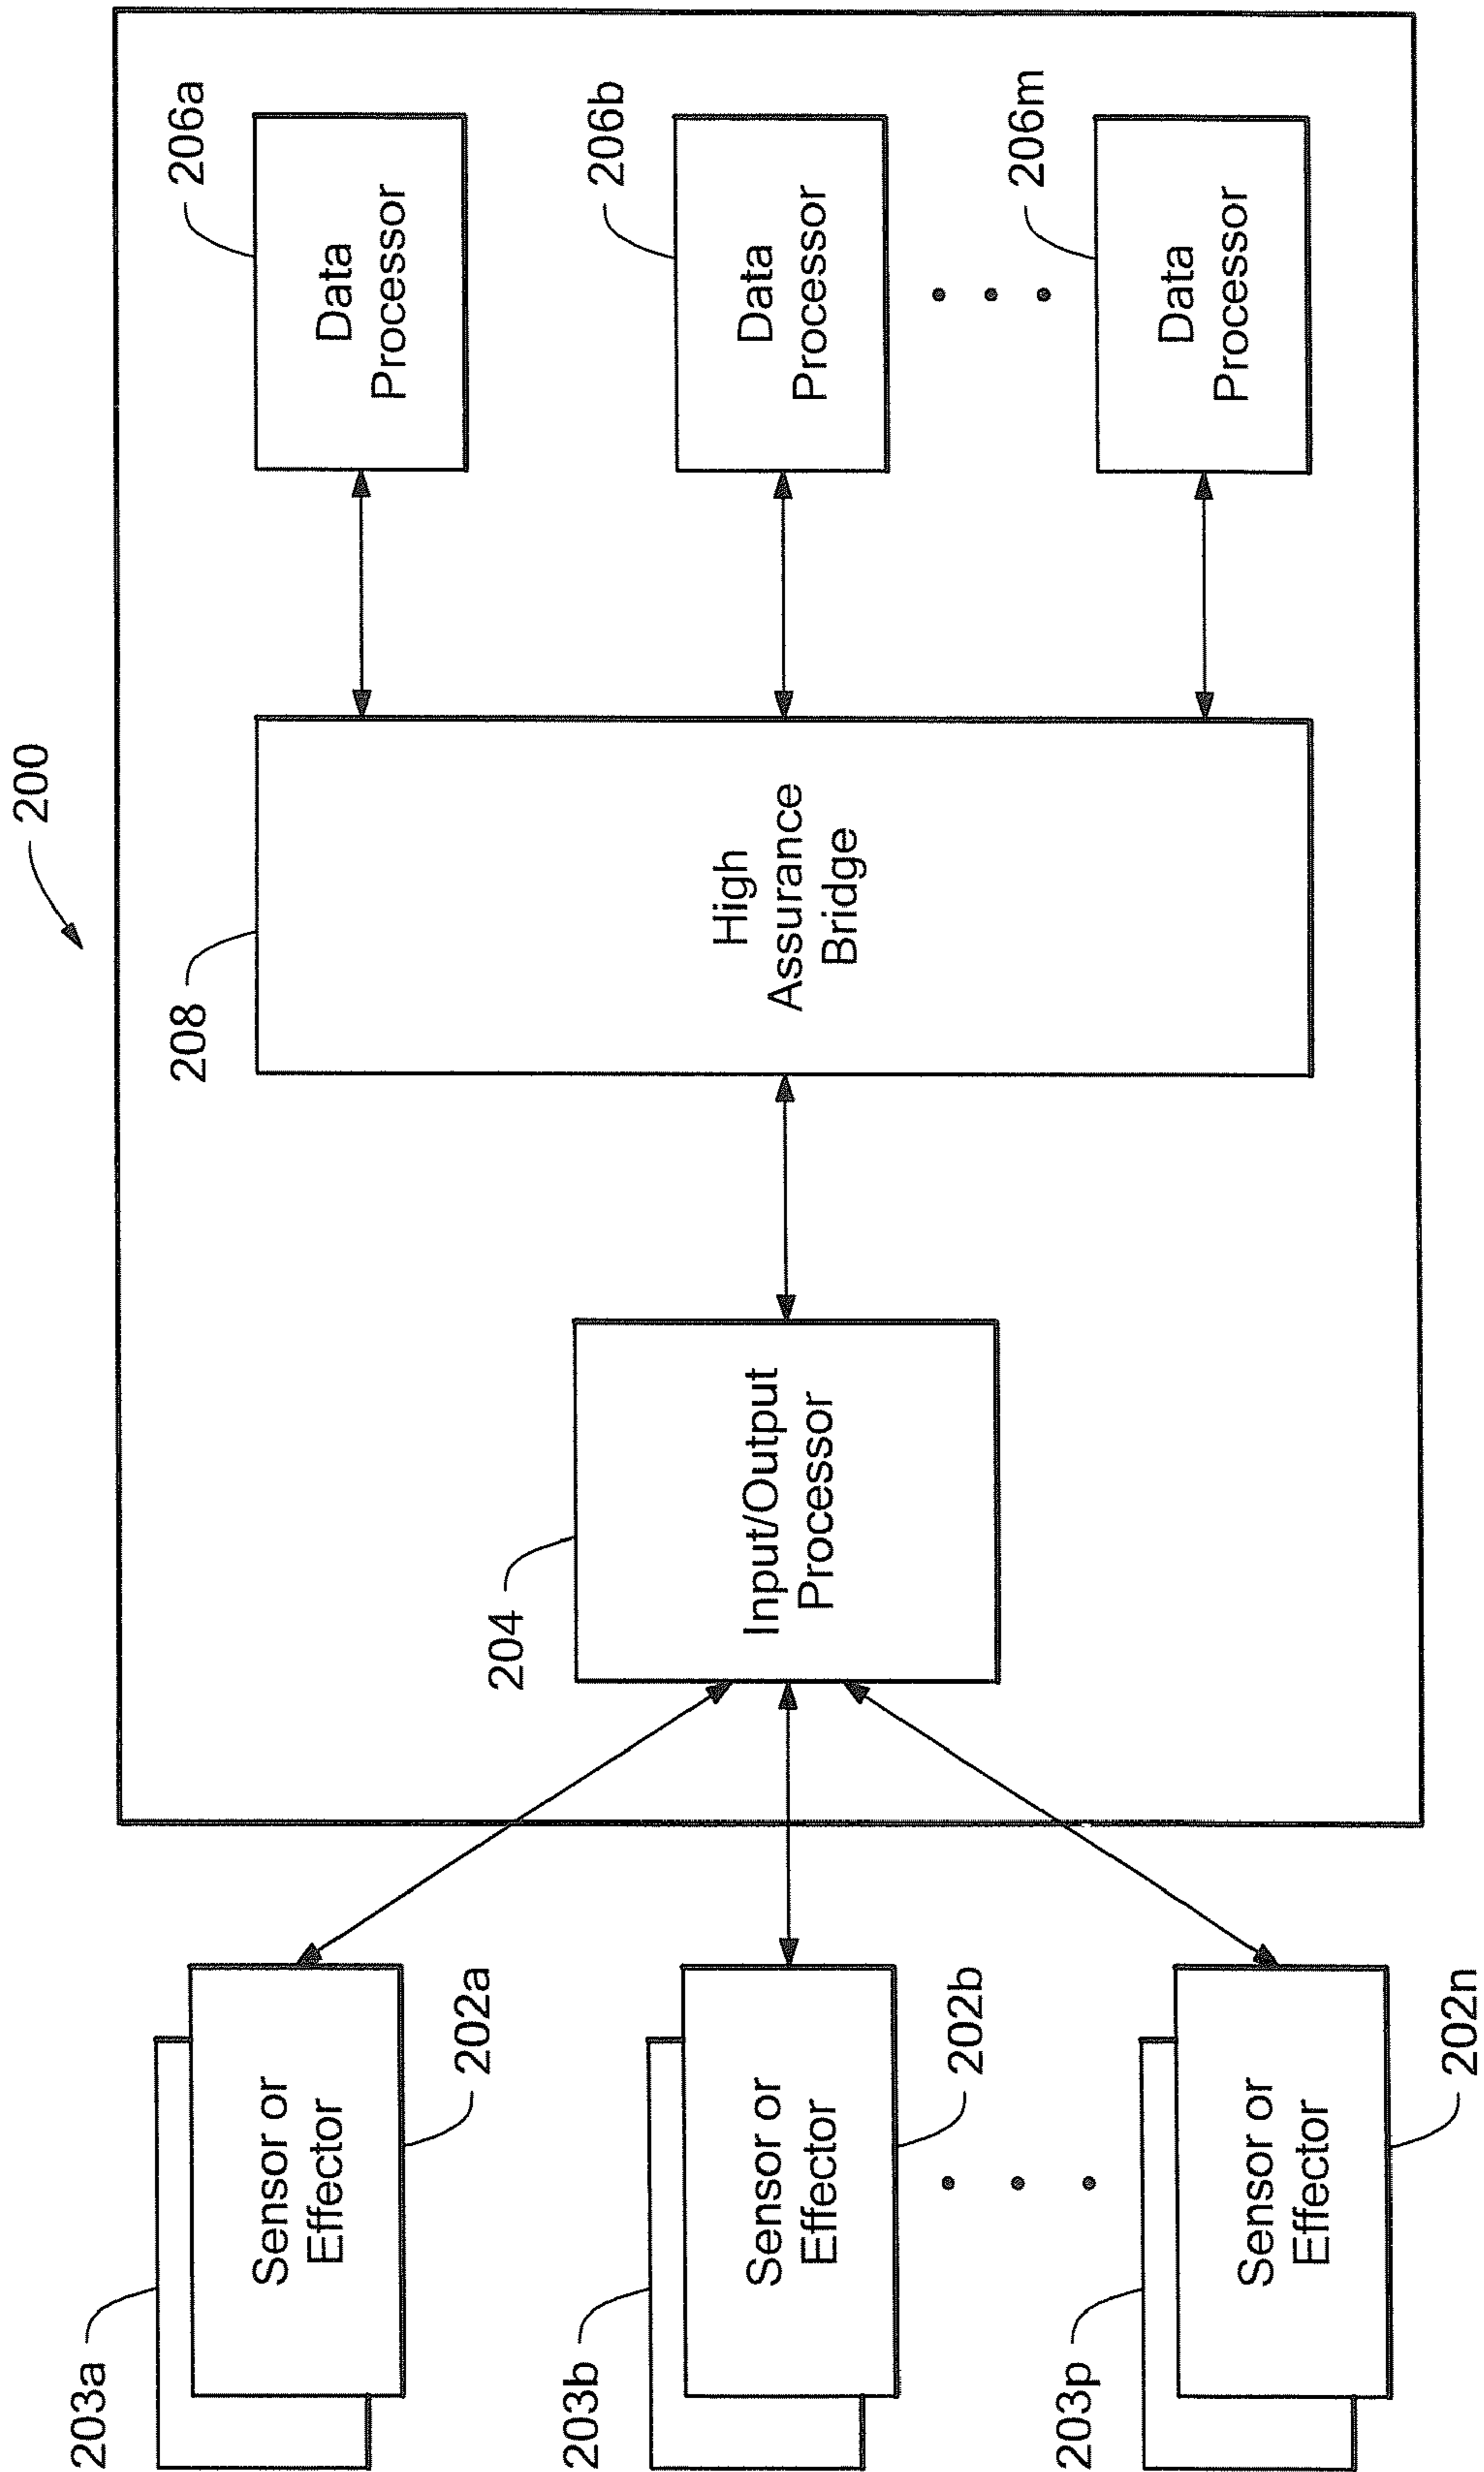 200
203a
Sensor or
Effector
202a
203b
Sensor or
Effector
202b
203p
Sensor or
Effector
202n
204
Input/Output
Processor
208
High
Assurance
Bridge
206a
Data
Processor
206b
Data
Processor
206m
Data
Processor